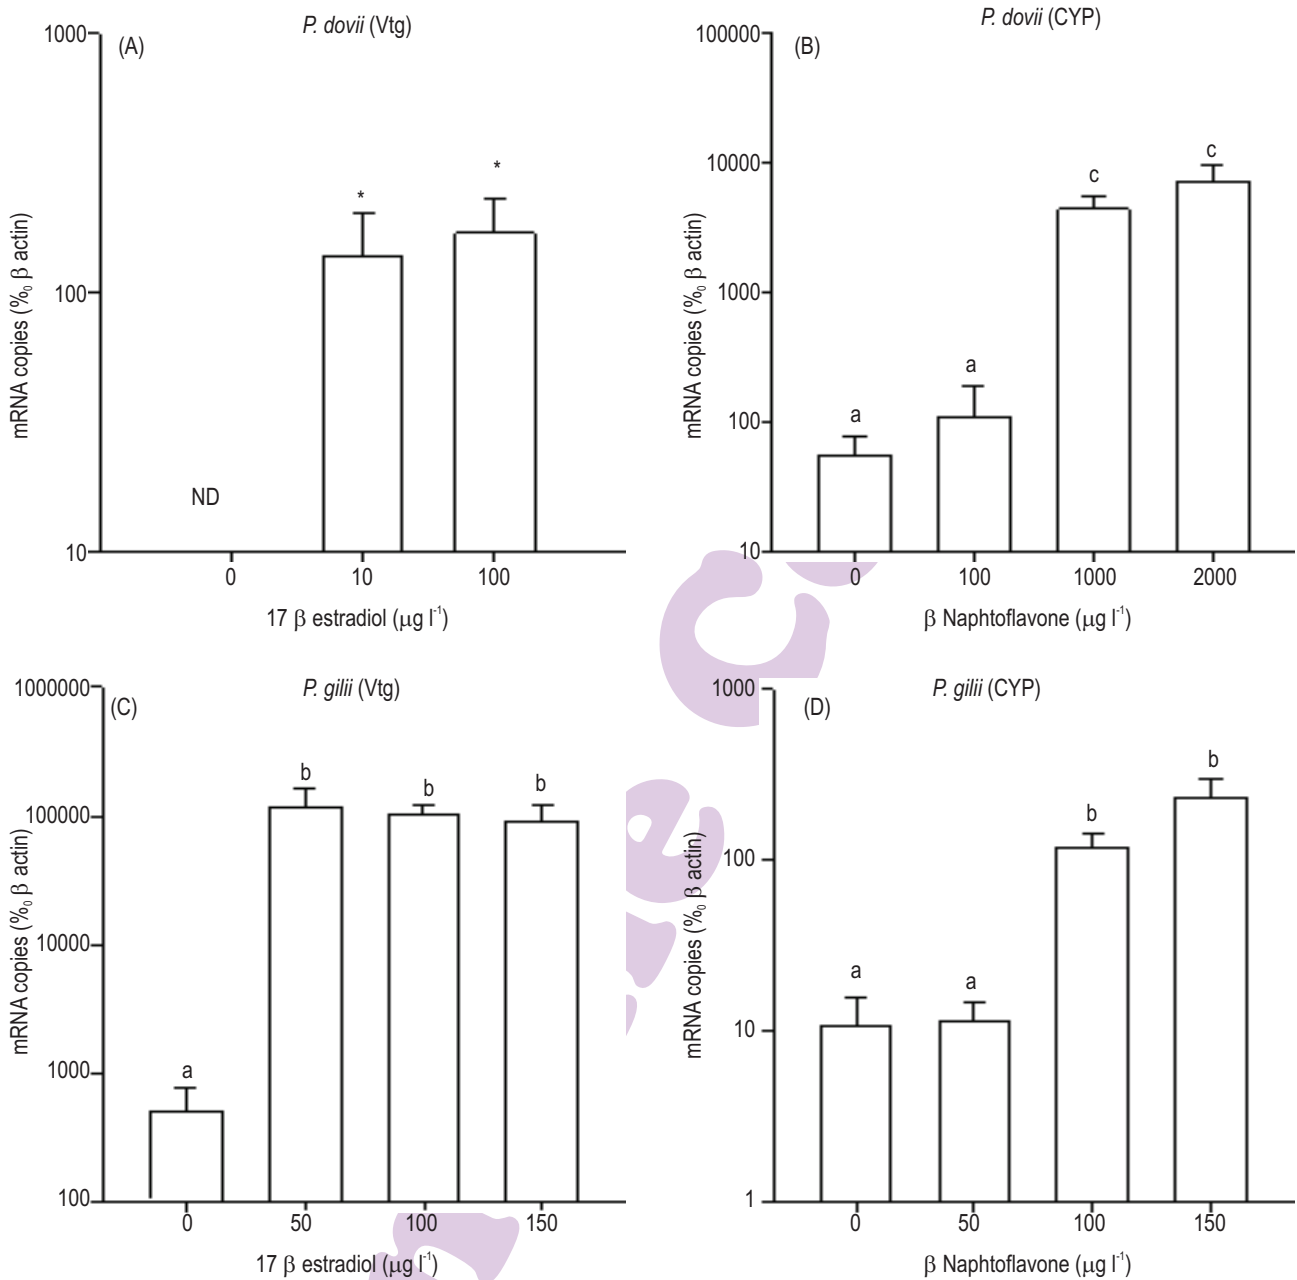 P. dovii (Vtg)
(A)
1000
100
10
mRNA copies (%₀ β actin)
*
*
ND
0 10 100
17 β estradiol (µg l⁻¹)
P. dovii (CYP)
(B)
100000
10000
1000
100
10
mRNA copies (%₀ β actin)
a
a
c
c
0 100 1000 2000
β Naphtoflavone (µg l⁻¹)
P. gilii (Vtg)
(C)
1000000
100000
10000
1000
100
mRNA copies (%₀ β actin)
a
b
b
b
0 50 100 150
17 β estradiol (µg l⁻¹)
P. gilii (CYP)
(D)
1000
100
10
1
mRNA copies (%₀ β actin)
a
a
b
b
0 50 100 150
β Naphtoflavone (µg l⁻¹)